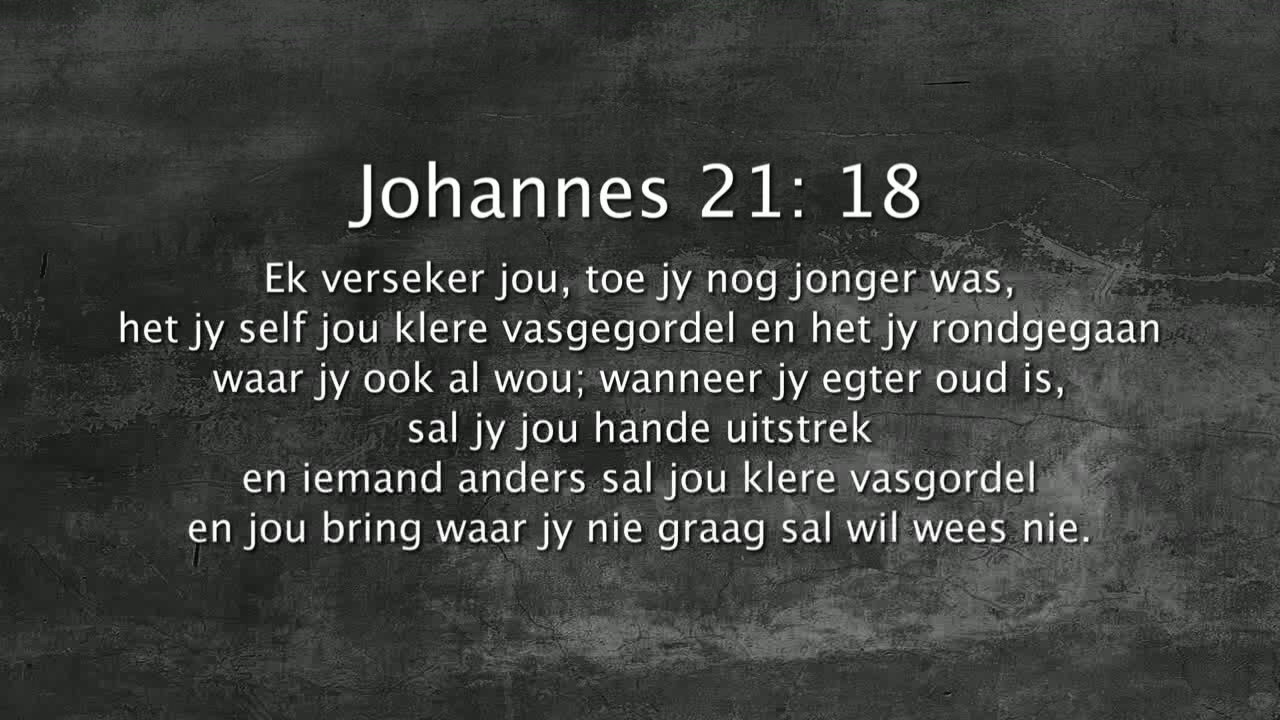 Johannes 21: 18
Ek verseker jou, toe jy nog jonger was,
het jy self jou klere vasgegordel en het jy rondgegaan
waar jy ook al wou; wanneer jy egter oud is,
sal jy jou hande uitstrek
en iemand anders sal jou klere vasgordel
en jou bring waar jy nie graag sal wil wees nie.